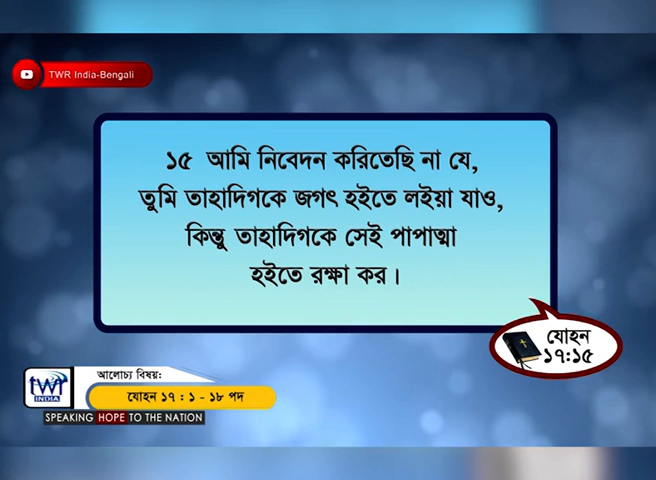 TWR India-Bengali
১৫ আমি নিবেদন করিতেছি না যে,
তুমি তাহাদিগকে জগৎ হইতে লইয়া যাও,
কিন্তু তাহাদিগকে সেই পাপাত্মা
হইতে রক্ষা কর।
যোহন
১৭:১৫
আলোচ্য বিষয়:
যোহন ১৭ : ১ - ১৮ পদ
twr
INDIA
SPEAKING HOPE TO THE NATION